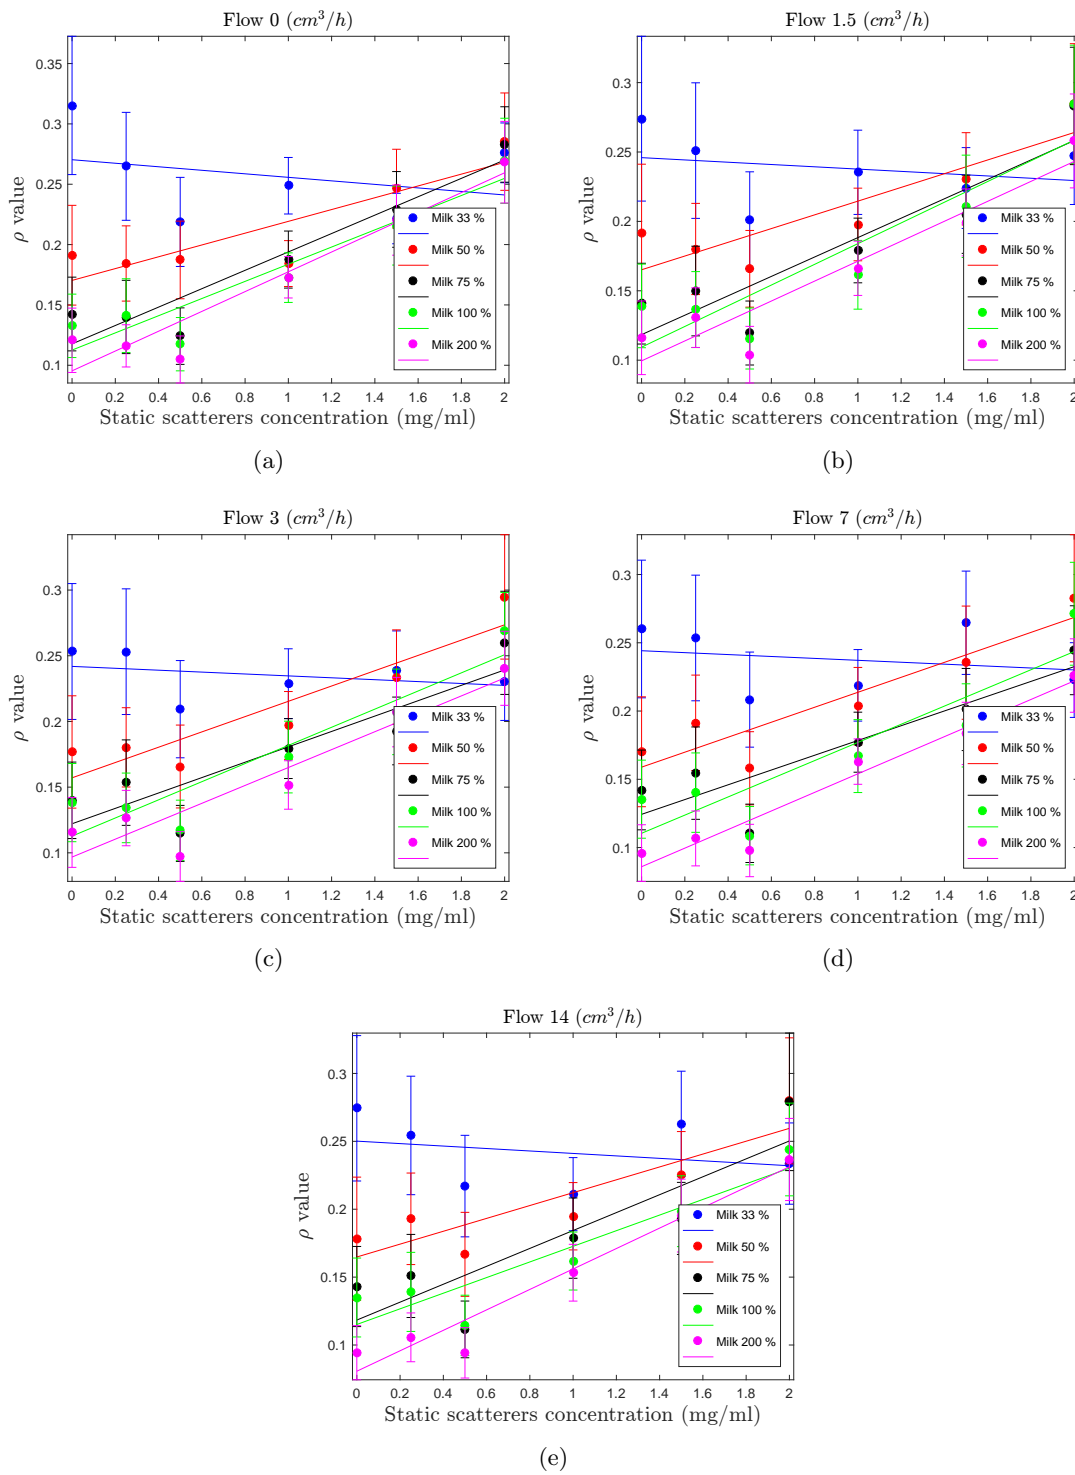 Flow 0 (cm³/h)
0.35
0.3
0.25
0.2
0.15
0.1
ρ value
Milk 33 %
Milk 50 %
Milk 75 %
Milk 100 %
Milk 200 %
0 0.2 0.4 0.6 0.8 1 1.2 1.4 1.6 1.8 2
Static scatterers concentration (mg/ml)
(a)
Flow 1.5 (cm³/h)
0.3
0.25
0.2
0.15
0.1
ρ value
Milk 33 %
Milk 50 %
Milk 75 %
Milk 100 %
Milk 200 %
0 0.2 0.4 0.6 0.8 1 1.2 1.4 1.6 1.8 2
Static scatterers concentration (mg/ml)
(b)
Flow 3 (cm³/h)
0.3
0.25
0.2
0.15
0.1
ρ value
Milk 33 %
Milk 50 %
Milk 75 %
Milk 100 %
Milk 200 %
0 0.2 0.4 0.6 0.8 1 1.2 1.4 1.6 1.8 2
Static scatterers concentration (mg/ml)
(c)
Flow 7 (cm³/h)
0.3
0.25
0.2
0.15
0.1
ρ value
Milk 33 %
Milk 50 %
Milk 75 %
Milk 100 %
Milk 200 %
0 0.2 0.4 0.6 0.8 1 1.2 1.4 1.6 1.8 2
Static scatterers concentration (mg/ml)
(d)
Flow 14 (cm³/h)
0.3
0.25
0.2
0.15
0.1
ρ value
Milk 33 %
Milk 50 %
Milk 75 %
Milk 100 %
Milk 200 %
0 0.2 0.4 0.6 0.8 1 1.2 1.4 1.6 1.8 2
Static scatterers concentration (mg/ml)
(e)